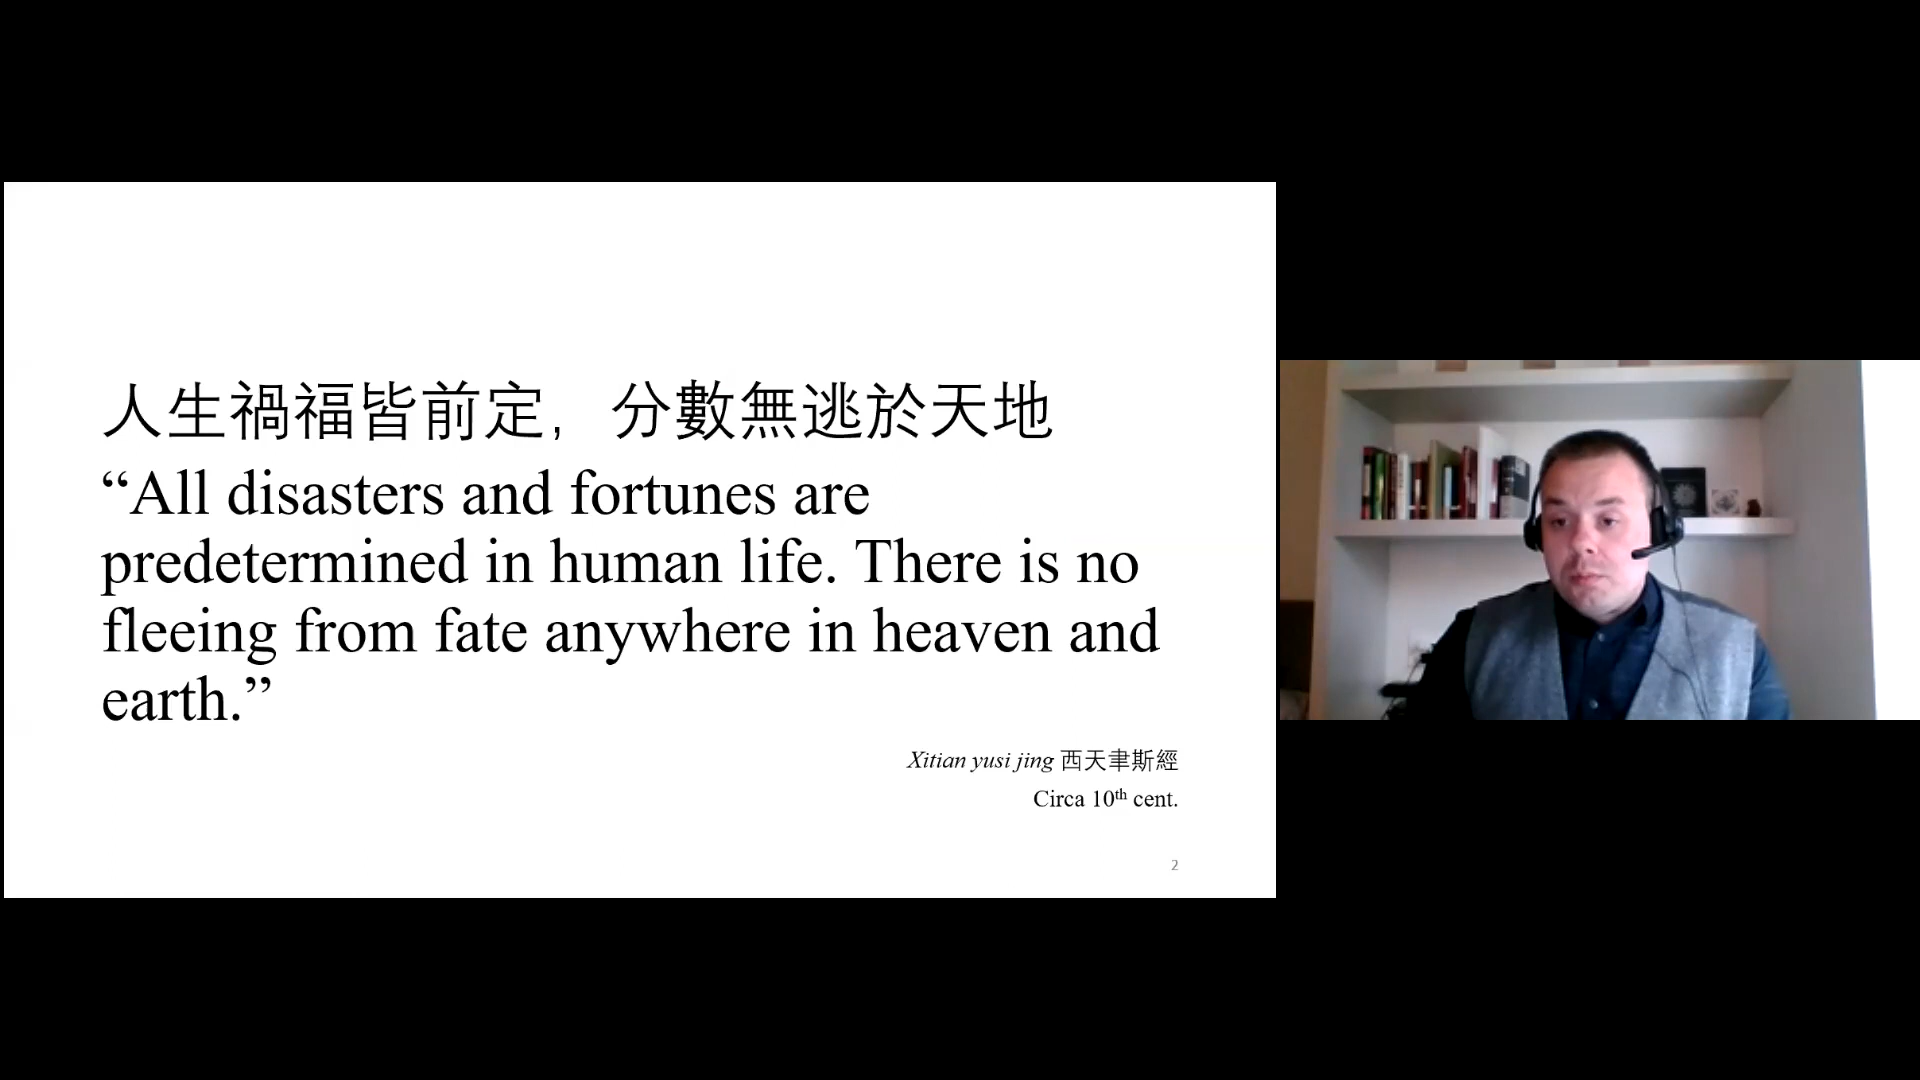 人生禍福皆前定，分數無逃於天地
“All disasters and fortunes are
predetermined in human life. There is no
fleeing from fate anywhere in heaven and
earth.”
Xitian yusi jing 西天聿斯經
Circa 10th cent.
2